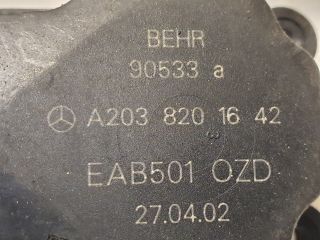 BEHR
90533 a
A203 820 16 42
EAB501 OZD
27.04.02